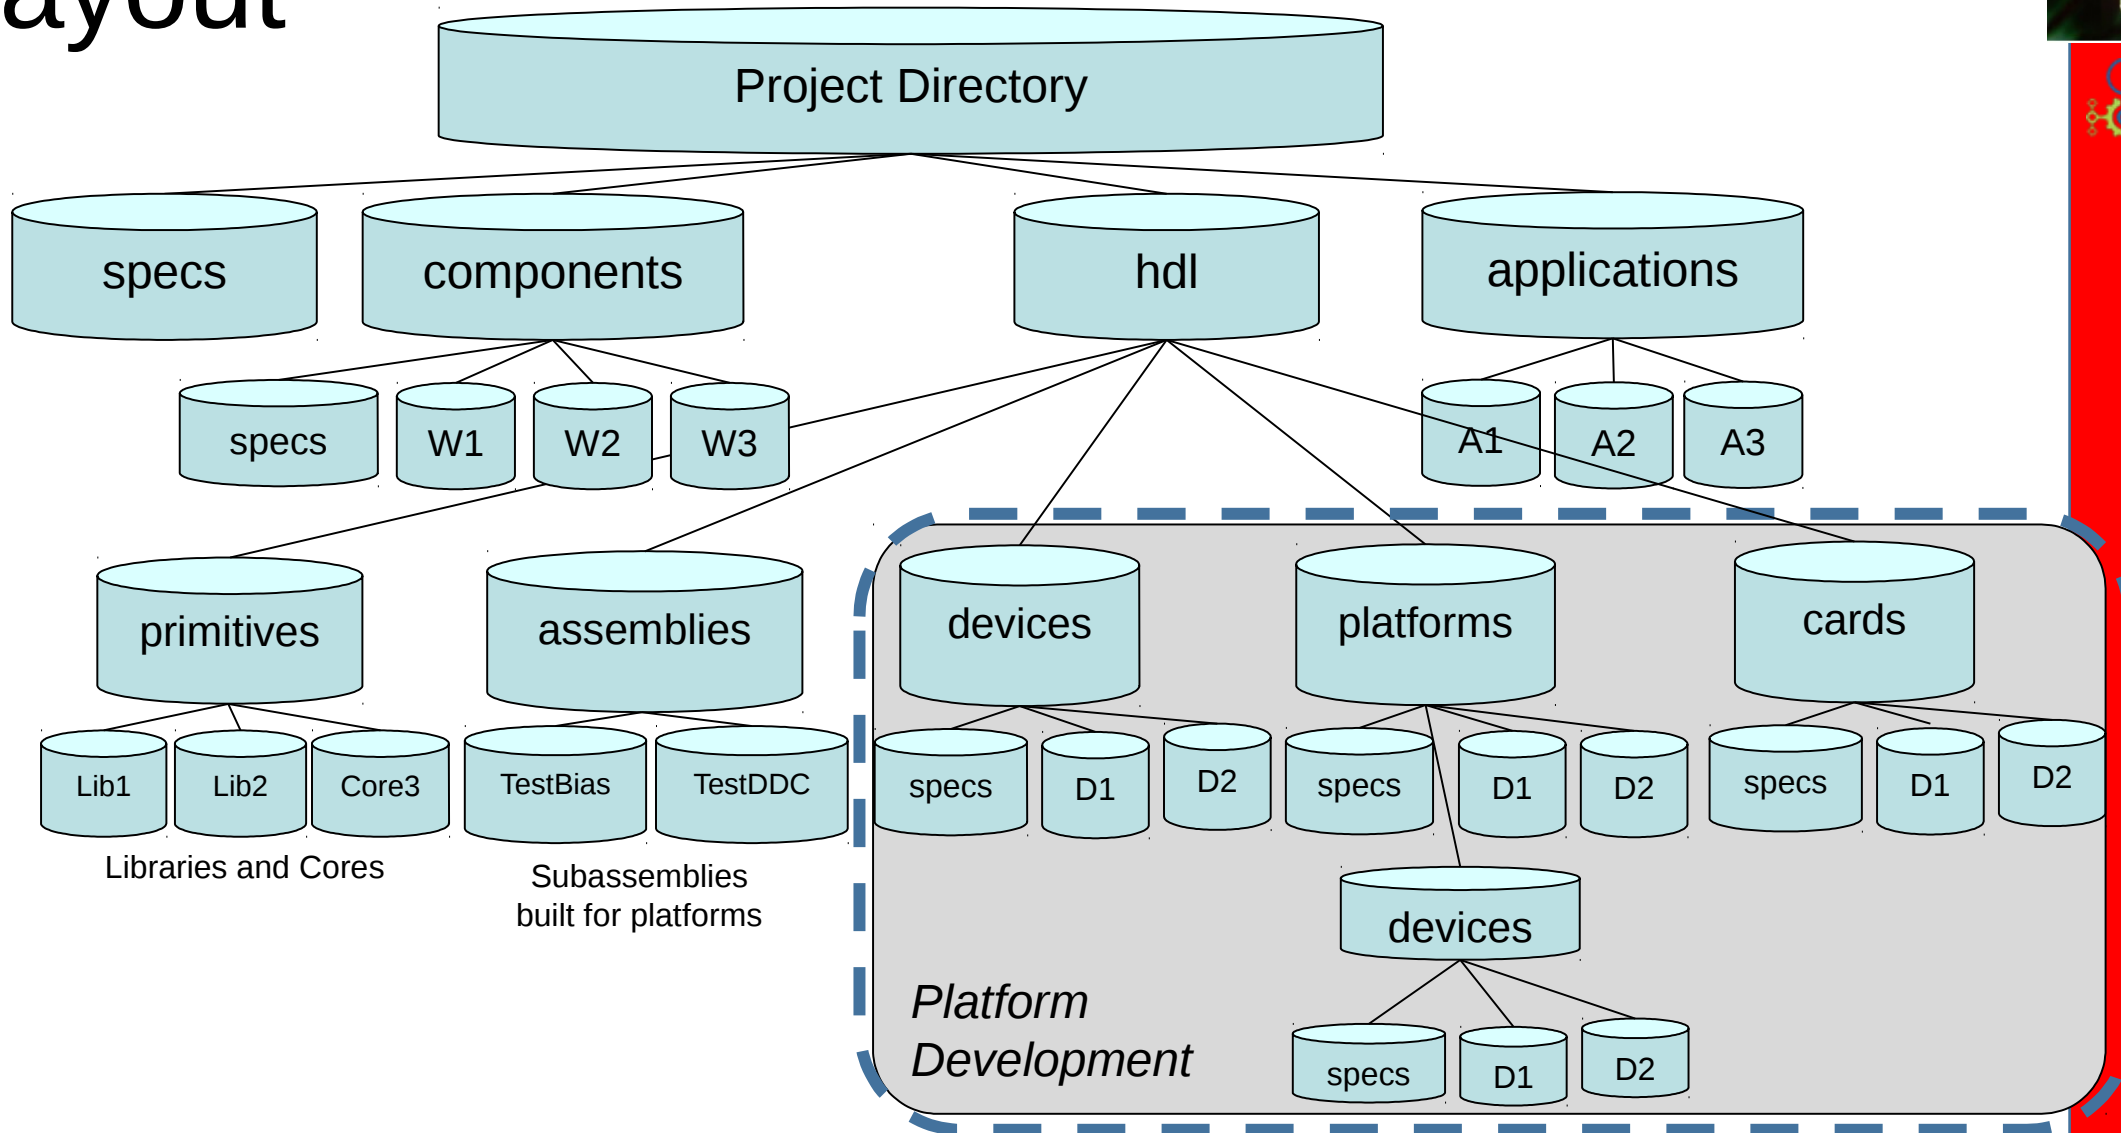 ayout
Project Directory
specs
components
hdl
applications
specs
W1
W2
W3
A1
A2
A3
primitives
assemblies
devices
platforms
cards
Lib1
Lib2
Core3
TestBias
TestDDC
specs
D1
D2
specs
D1
D2
specs
D1
D2
Libraries and Cores
Subassemblies
built for platforms
devices
Platform
Development
specs
D1
D2